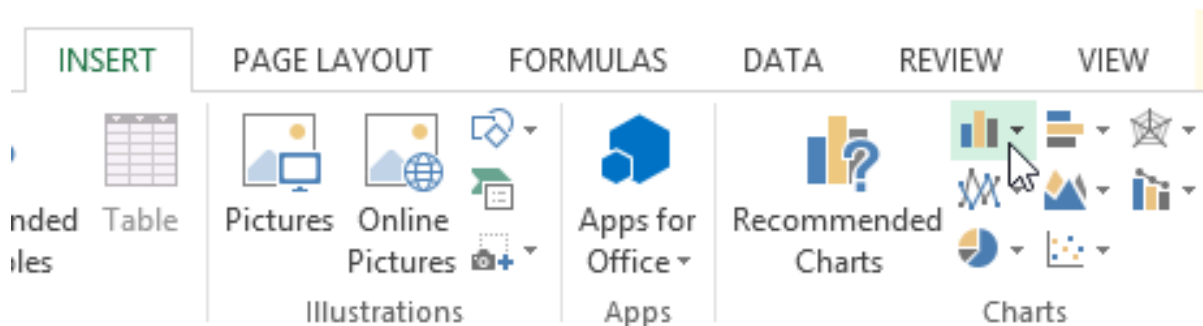 INSERT PAGE LAYOUT FORMULAS DATA REVIEW VIEW
nded Table Pictures Online Apps for Recommended
les Pictures Office Charts
Illustrations Apps Charts